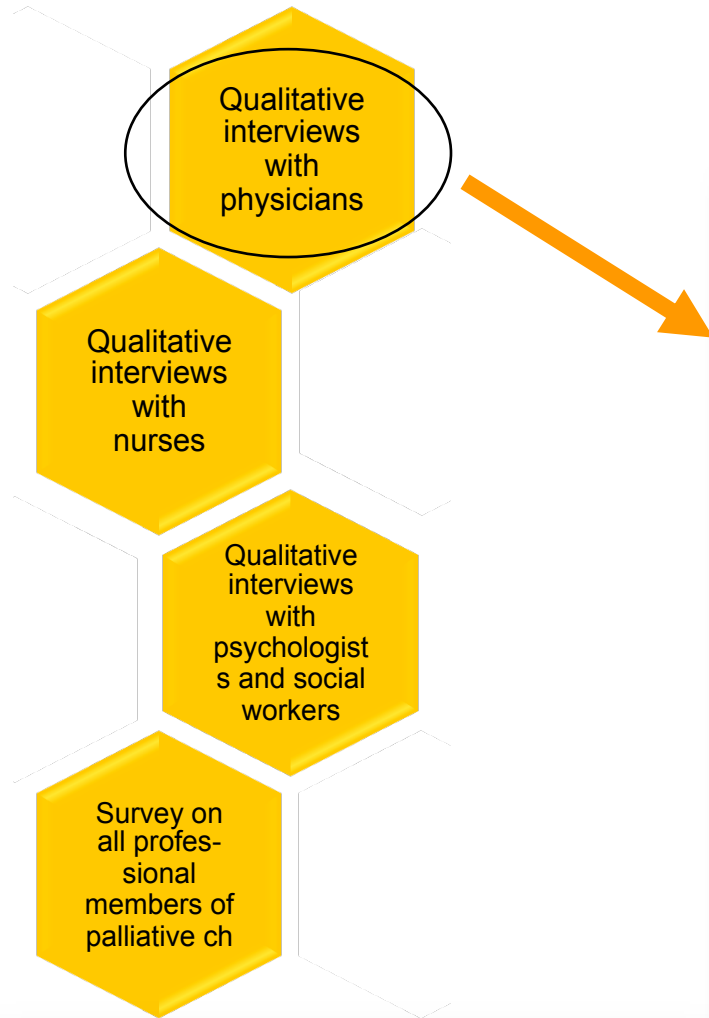 Qualitative
interviews
with
physicians
Qualitative
interviews
with
nurses
Qualitative
interviews
with
psychologist
s and social
workers
Survey on
all profes-
sional
members of
palliative ch